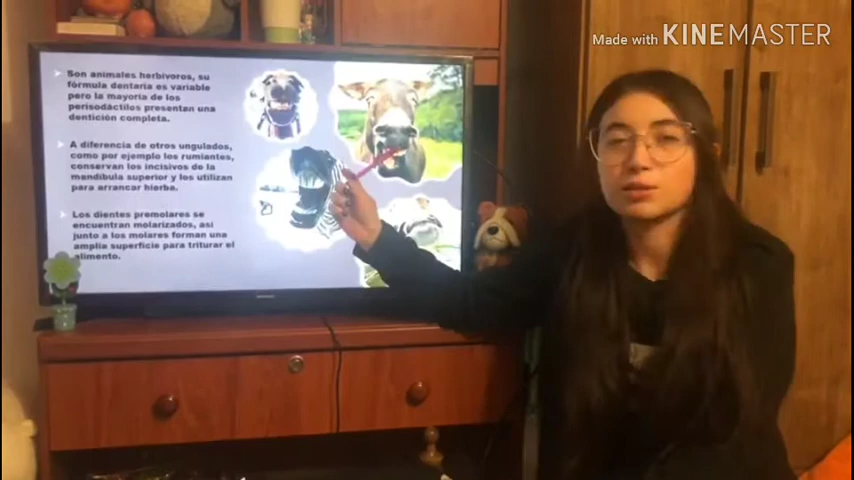 Made with KINEMASTER
Son animales herbívoros, su
fórmula dentaria es variable
pero la mayoría de los
perisodáctilos presentan una
dentición completa.
A diferencia de otros ungulados,
como por ejemplo los rumiantes,
conservan los incisivos de la
mandíbula superior y los utilizan
para arrancar hierba.
Los dientes premolares se
encuentran molarizados, así
junto a los molares forman una
amplia superficie para triturar el
alimento.